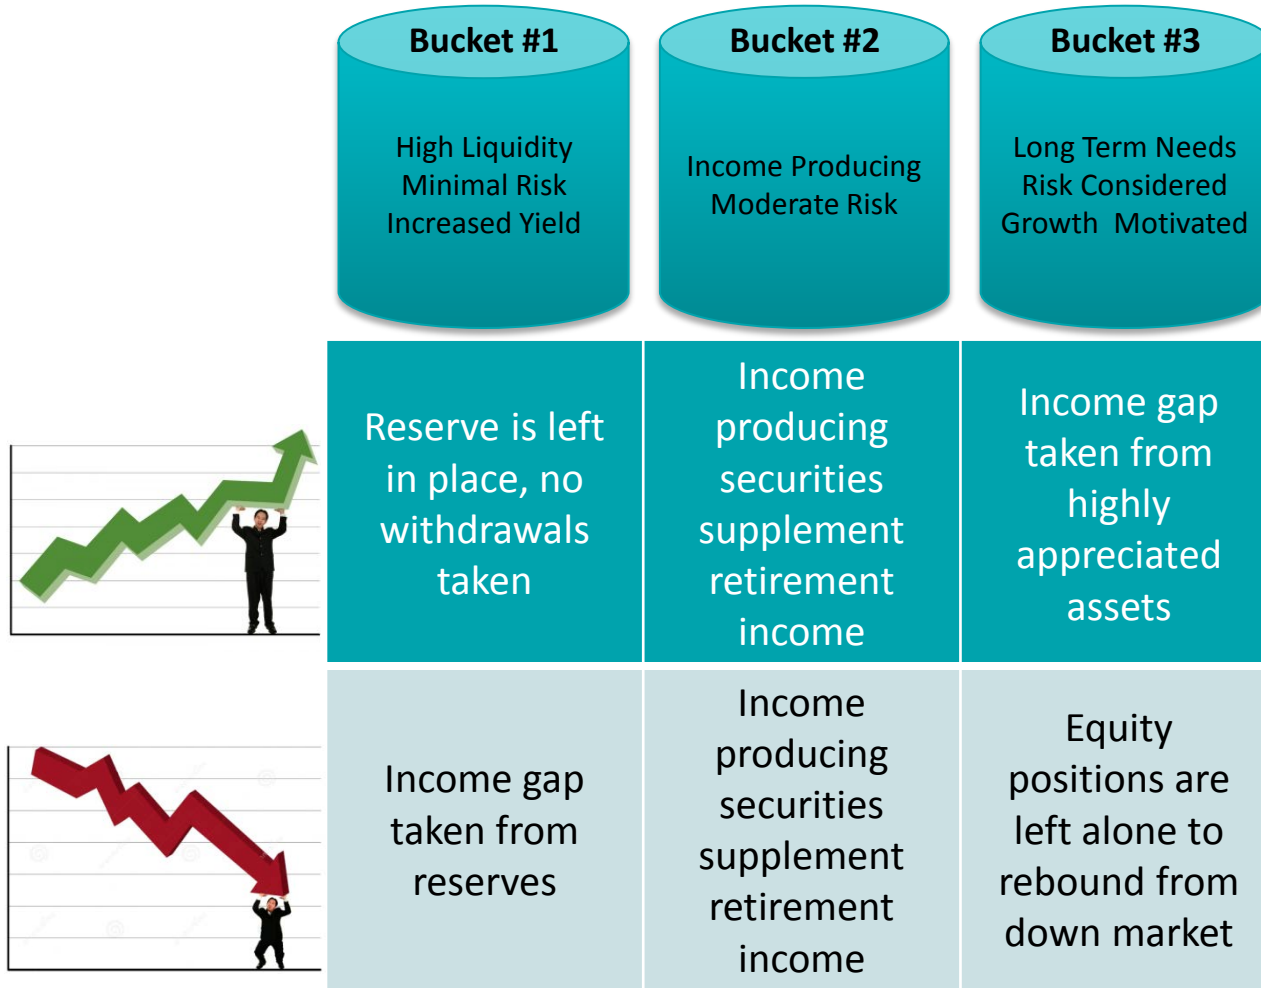 Bucket #1
High Liquidity
Minimal Risk
Increased Yield
Bucket #2
Income Producing
Moderate Risk
Bucket #3
Long Term Needs
Risk Considered
Growth  Motivated
Reserve is left
in place, no
withdrawals
taken
Income
producing
securities
supplement
retirement
income
Income gap
taken from
highly
appreciated
assets
Income gap
taken from
reserves
Income
producing
securities
supplement
retirement
income
Equity
positions are
left alone to
rebound from
down market